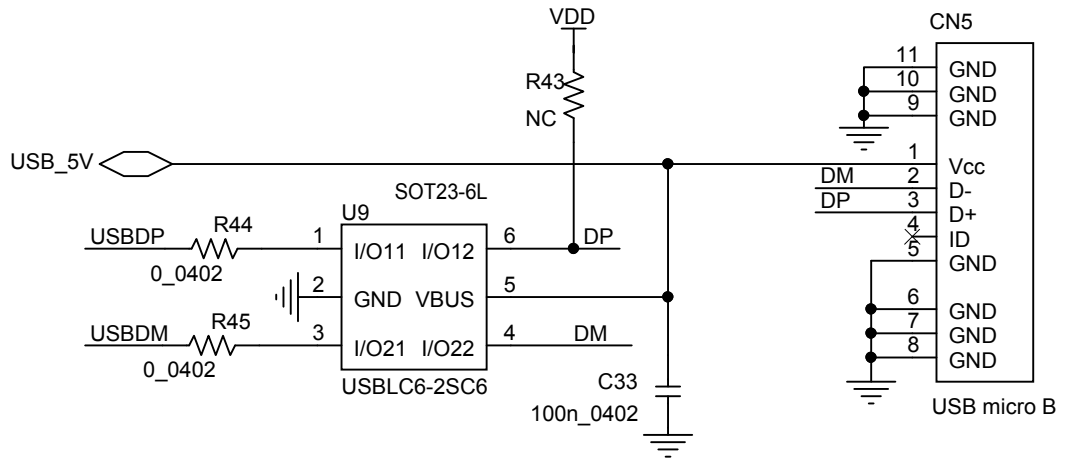 VDD
CN5
R43
NC
11
GND
10
GND
9
GND
USB_5V
1
Vcc
DM
2
D-
DP
3
D+
4
ID
5
GND
6
GND
7
GND
8
GND
USB micro B
SOT23-6L
U9
USBDP
R44
0_0402
1
I/O11
I/O12
6
DP
2
GND
VBUS
5
USBDM
R45
0_0402
3
I/O21
I/O22
4
DM
USBLC6-2SC6
C33
100n_0402